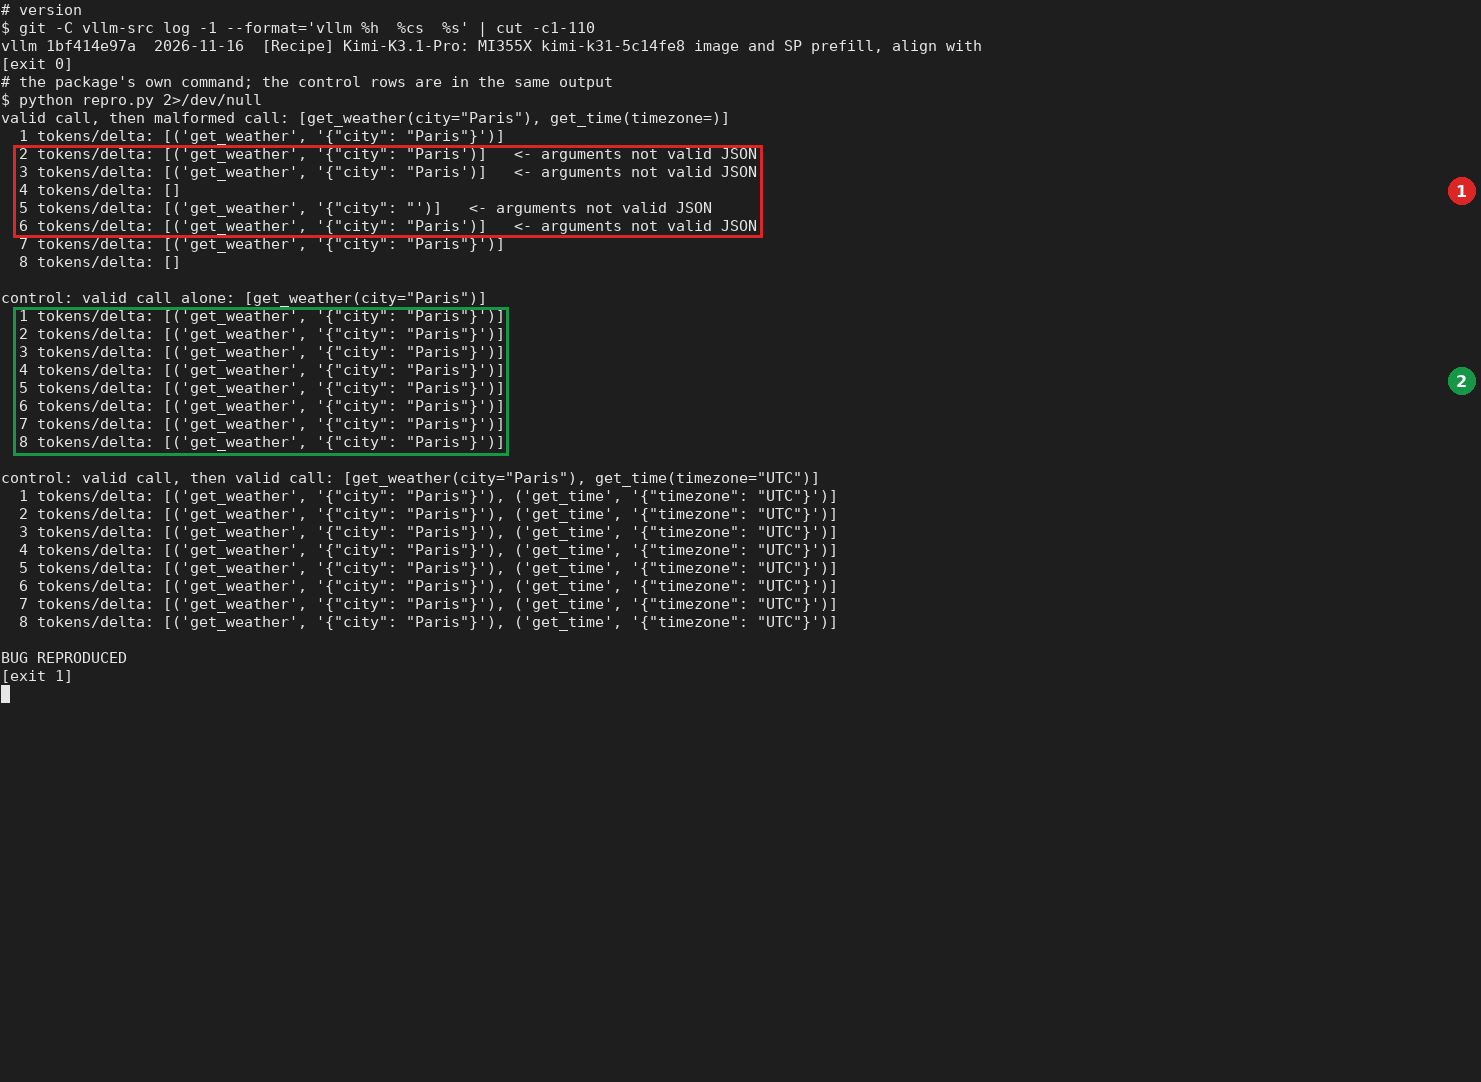 # version
$ git -C vllm-src log -1 --format='vllm %h  %cs  %s' | cut -c1-110
vllm 1bf414e97a  2026-11-16  [Recipe] Kimi-K3.1-Pro: MI355X kimi-k31-5c14fe8 image and SP prefill, align with
[exit 0]
# the package's own command; the control rows are in the same output
$ python repro.py 2>/dev/null
valid call, then malformed call: [get_weather(city="Paris"), get_time(timezone=)]
  1 tokens/delta: [('get_weather', '{"city": "Paris"}')]
  2 tokens/delta: [('get_weather', '{"city": "Paris')]   <- arguments not valid JSON
  3 tokens/delta: [('get_weather', '{"city": "Paris')]   <- arguments not valid JSON
  4 tokens/delta: []
1
  5 tokens/delta: [('get_weather', '{"city": "')]   <- arguments not valid JSON
  6 tokens/delta: [('get_weather', '{"city": "Paris')]   <- arguments not valid JSON
  7 tokens/delta: [('get_weather', '{"city": "Paris"}')]
  8 tokens/delta: []
control: valid call alone: [get_weather(city="Paris")]
  1 tokens/delta: [('get_weather', '{"city": "Paris"}')]
  2 tokens/delta: [('get_weather', '{"city": "Paris"}')]
  3 tokens/delta: [('get_weather', '{"city": "Paris"}')]
  4 tokens/delta: [('get_weather', '{"city": "Paris"}')]
2
  5 tokens/delta: [('get_weather', '{"city": "Paris"}')]
  6 tokens/delta: [('get_weather', '{"city": "Paris"}')]
  7 tokens/delta: [('get_weather', '{"city": "Paris"}')]
  8 tokens/delta: [('get_weather', '{"city": "Paris"}')]
control: valid call, then valid call: [get_weather(city="Paris"), get_time(timezone="UTC")]
  1 tokens/delta: [('get_weather', '{"city": "Paris"}'), ('get_time', '{"timezone": "UTC"}')]
  2 tokens/delta: [('get_weather', '{"city": "Paris"}'), ('get_time', '{"timezone": "UTC"}')]
  3 tokens/delta: [('get_weather', '{"city": "Paris"}'), ('get_time', '{"timezone": "UTC"}')]
  4 tokens/delta: [('get_weather', '{"city": "Paris"}'), ('get_time', '{"timezone": "UTC"}')]
  5 tokens/delta: [('get_weather', '{"city": "Paris"}'), ('get_time', '{"timezone": "UTC"}')]
  6 tokens/delta: [('get_weather', '{"city": "Paris"}'), ('get_time', '{"timezone": "UTC"}')]
  7 tokens/delta: [('get_weather', '{"city": "Paris"}'), ('get_time', '{"timezone": "UTC"}')]
  8 tokens/delta: [('get_weather', '{"city": "Paris"}'), ('get_time', '{"timezone": "UTC"}')]
BUG REPRODUCED
[exit 1]